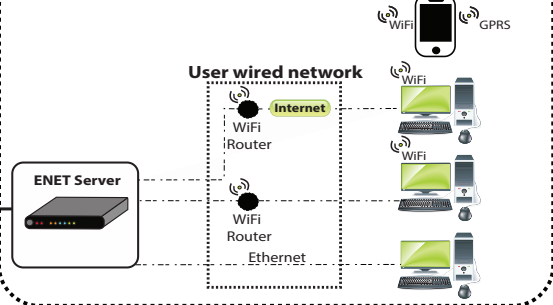 WiFi
GPRS
User wired network
WiFi
Internet
WiFi
Router
WiFi
ENET Server
WiFi
Router
Ethernet